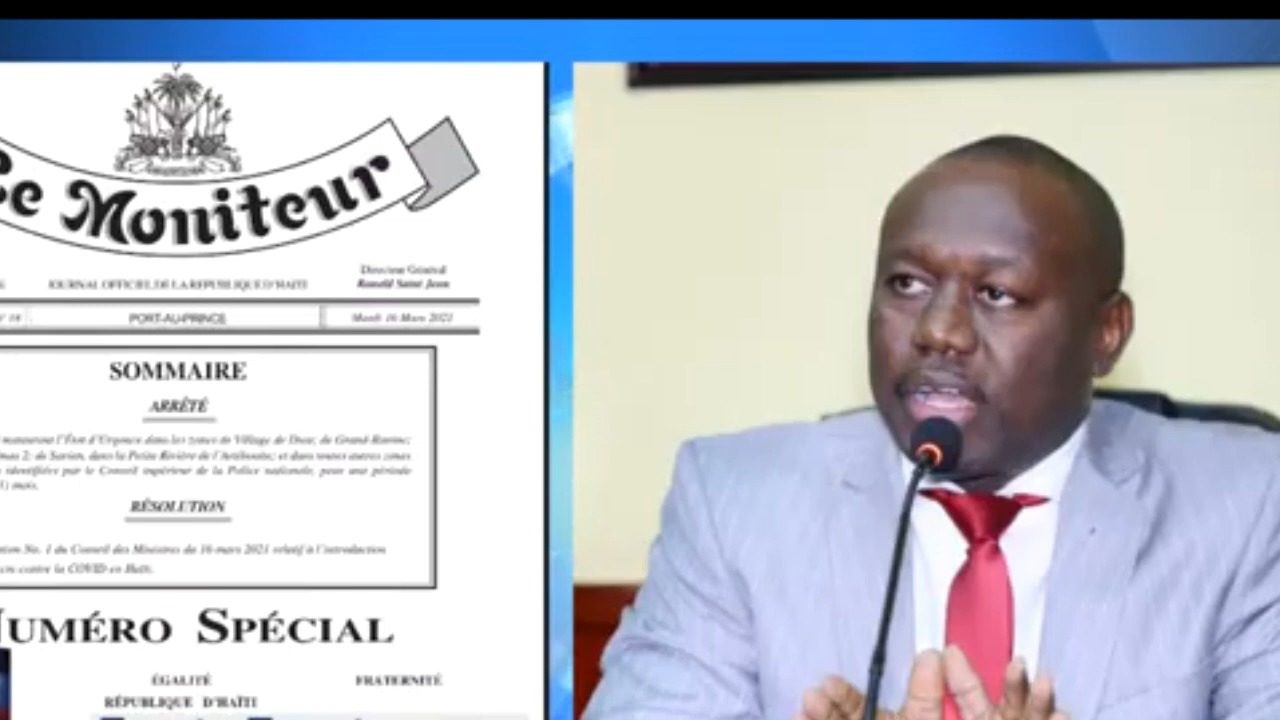 Le Moniteur
JOURNAL OFFICIEL DE LA REPUBLIQUE D'HAITI
Directeur Général
Ronald Saint Jean
PORT-AU-PRINCE
Mardi 16 Mars 2021
SOMMAIRE
ARRÊTÉ
instaurant l'État d'Urgence dans les zones de Village de Dieu; de Grand-Ravine;
2; de Savien, dans la Petite Rivière de l'Artibonite; et dans toutes autres zones
identifiées par le Conseil supérieur de la Police nationale, pour une période
mois.
RÉSOLUTION
No. 1 du Conseil des Ministres du 16 mars 2021 relatif à l'introduction
contre la COVID en Haïti.
NUMÉRO SPÉCIAL
ÉGALITÉ FRATERNITÉ
RÉPUBLIQUE D'HAÏTI